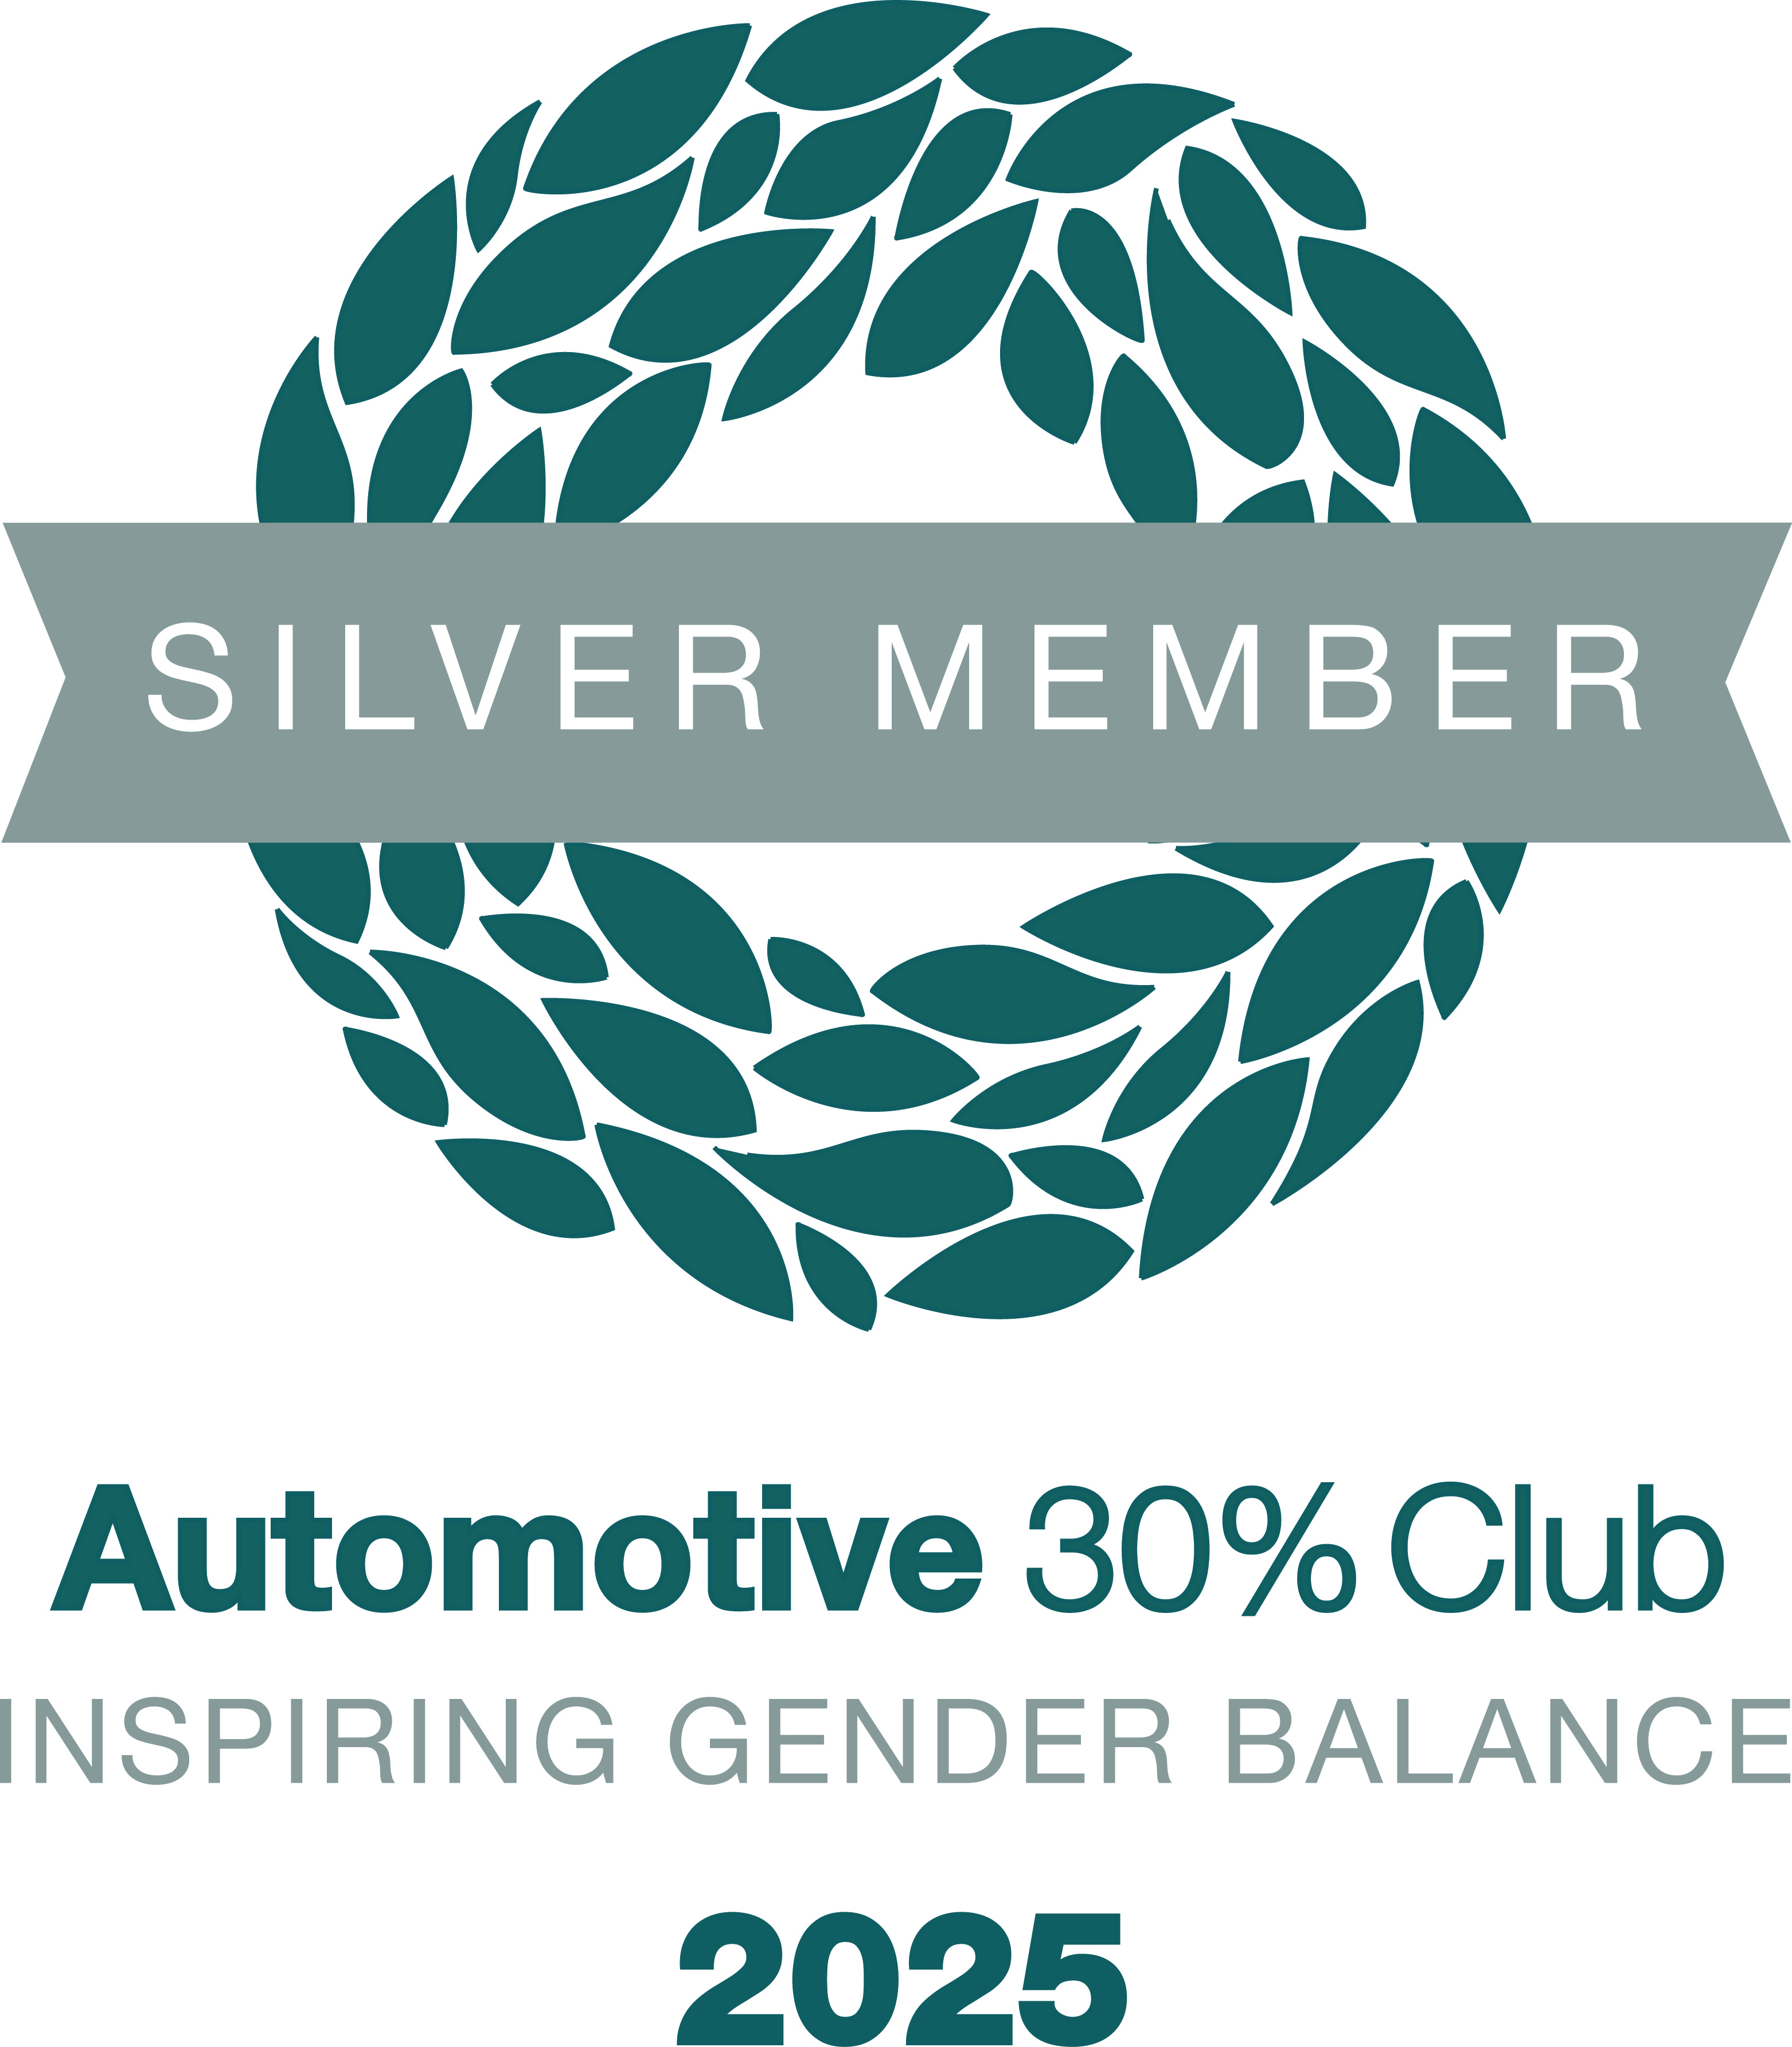 SILVER MEMBER
Automotive 30% Club
INSPIRING GENDER BALANCE
2025